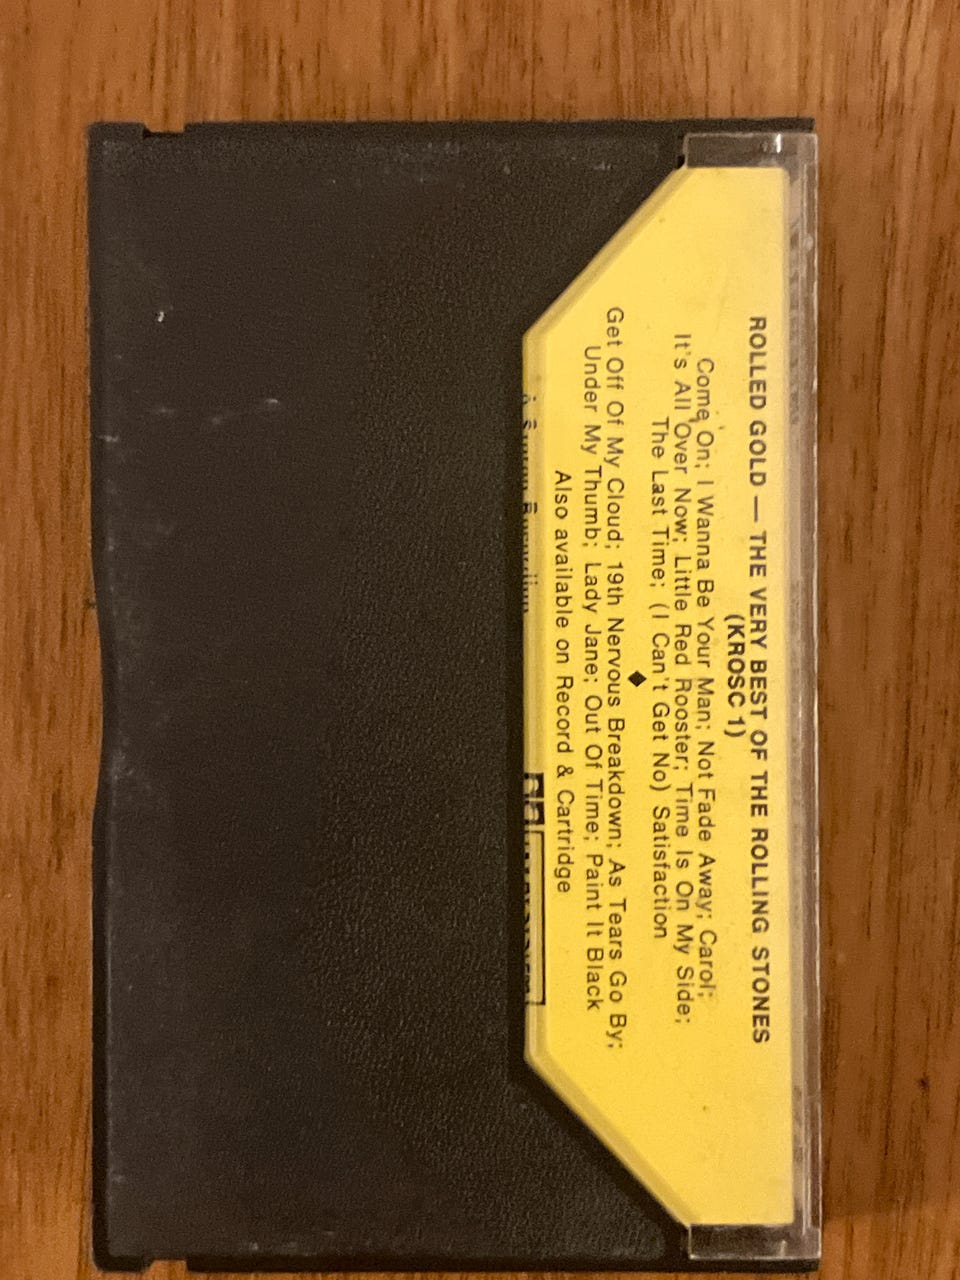 ROLLED GOLD — THE VERY BEST OF THE ROLLING STONES
(KROSC 1)
Come On; I Wanna Be Your Man; Not Fade Away; Carol;
It's All Over Now; Little Red Rooster; Time Is On My Side;
The Last Time; (I Can't Get No) Satisfaction
◆
Get Off Of My Cloud; 19th Nervous Breakdown; As Tears Go By;
Under My Thumb; Lady Jane; Out Of Time; Paint It Black
Also available on Record & Cartridge